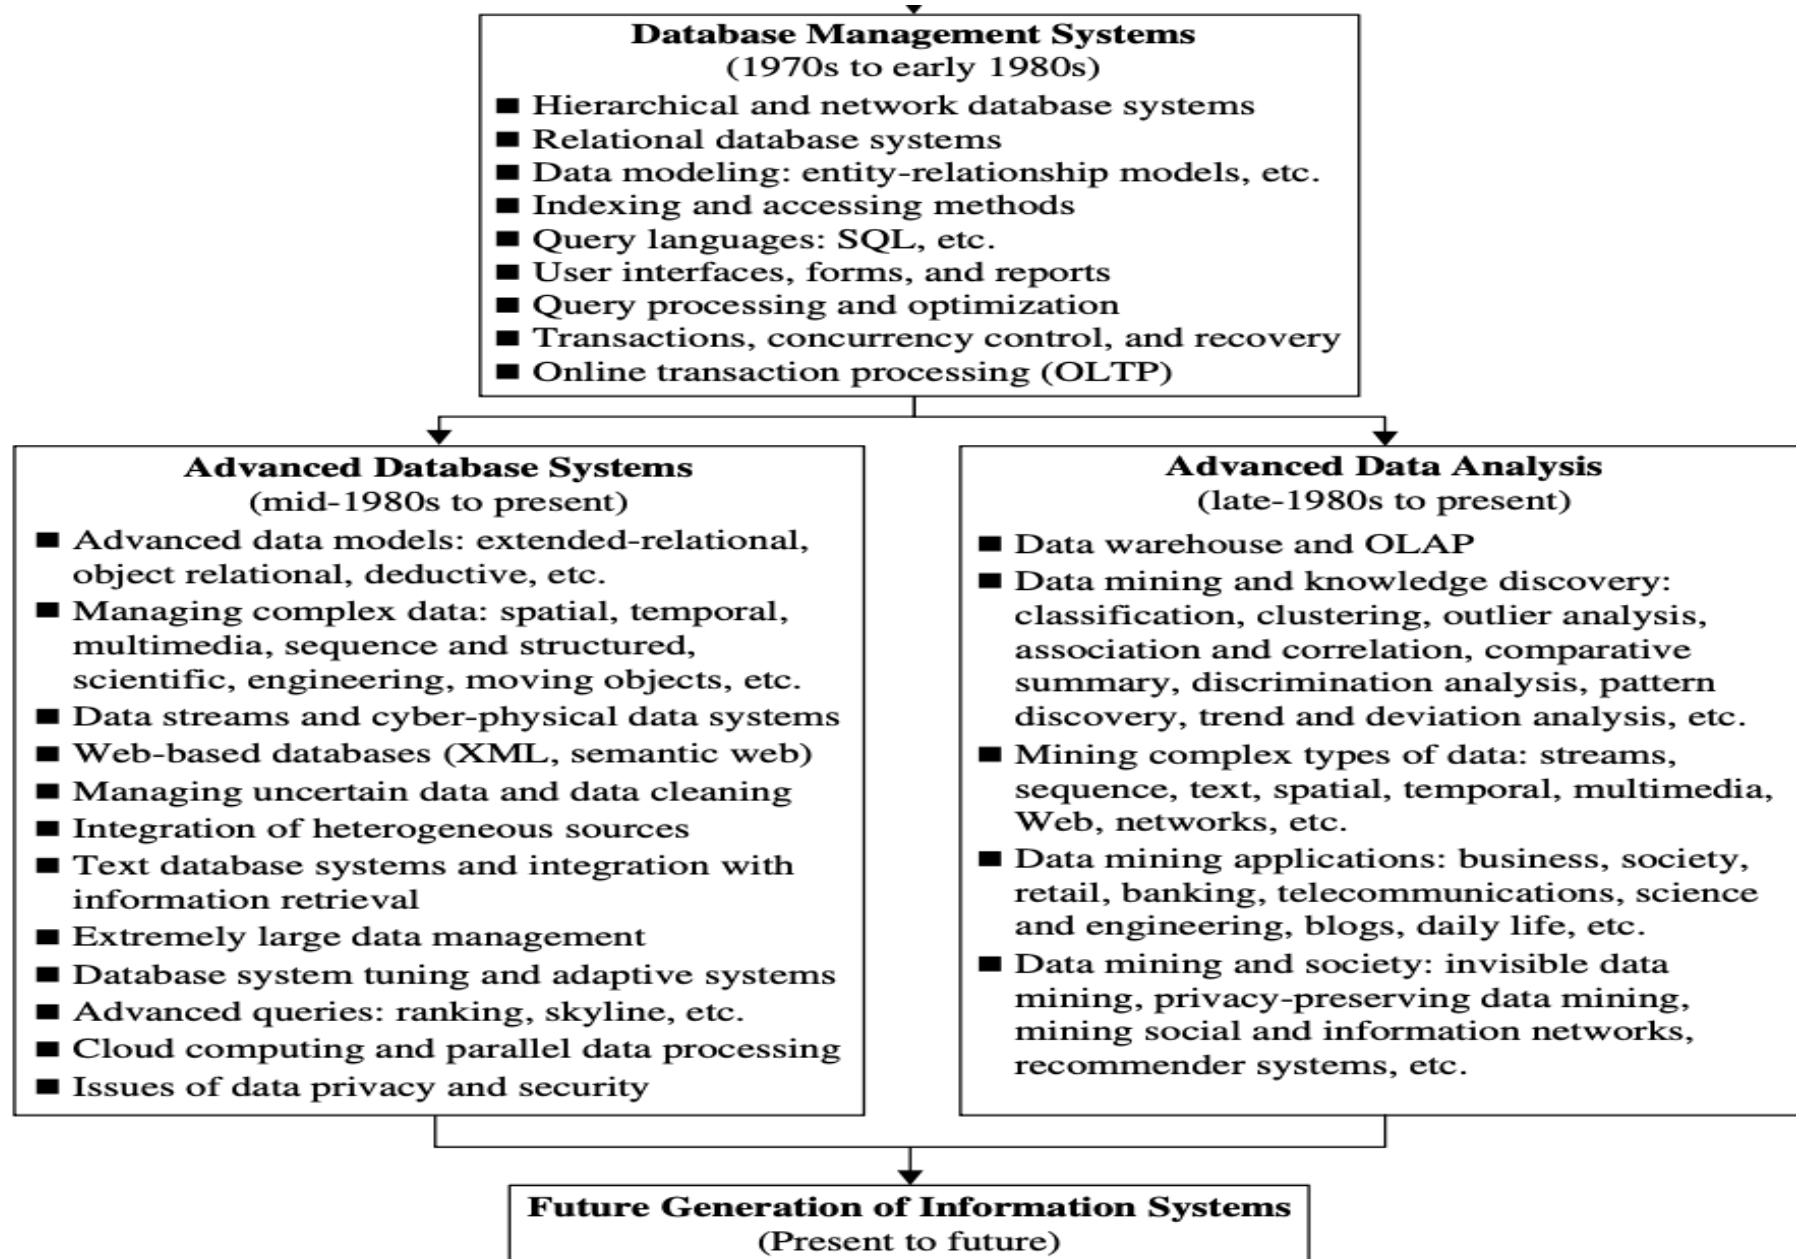 Database Management Systems
(1970s to early 1980s)
■ Hierarchical and network database systems
■ Relational database systems
■ Data modeling: entity-relationship models, etc.
■ Indexing and accessing methods
■ Query languages: SQL, etc.
■ User interfaces, forms, and reports
■ Query processing and optimization
■ Transactions, concurrency control, and recovery
■ Online transaction processing (OLTP)
Advanced Database Systems
(mid-1980s to present)
■ Advanced data models: extended-relational,
object relational, deductive, etc.
■ Managing complex data: spatial, temporal,
multimedia, sequence and structured,
scientific, engineering, moving objects, etc.
■ Data streams and cyber-physical data systems
■ Web-based databases (XML, semantic web)
■ Managing uncertain data and data cleaning
■ Integration of heterogeneous sources
■ Text database systems and integration with
information retrieval
■ Extremely large data management
■ Database system tuning and adaptive systems
■ Advanced queries: ranking, skyline, etc.
■ Cloud computing and parallel data processing
■ Issues of data privacy and security
Advanced Data Analysis
(late-1980s to present)
■ Data warehouse and OLAP
■ Data mining and knowledge discovery:
classification, clustering, outlier analysis,
association and correlation, comparative
summary, discrimination analysis, pattern
discovery, trend and deviation analysis, etc.
■ Mining complex types of data: streams,
sequence, text, spatial, temporal, multimedia,
Web, networks, etc.
■ Data mining applications: business, society,
retail, banking, telecommunications, science
and engineering, blogs, daily life, etc.
■ Data mining and society: invisible data
mining, privacy-preserving data mining,
mining social and information networks,
recommender systems, etc.
Future Generation of Information Systems
(Present to future)